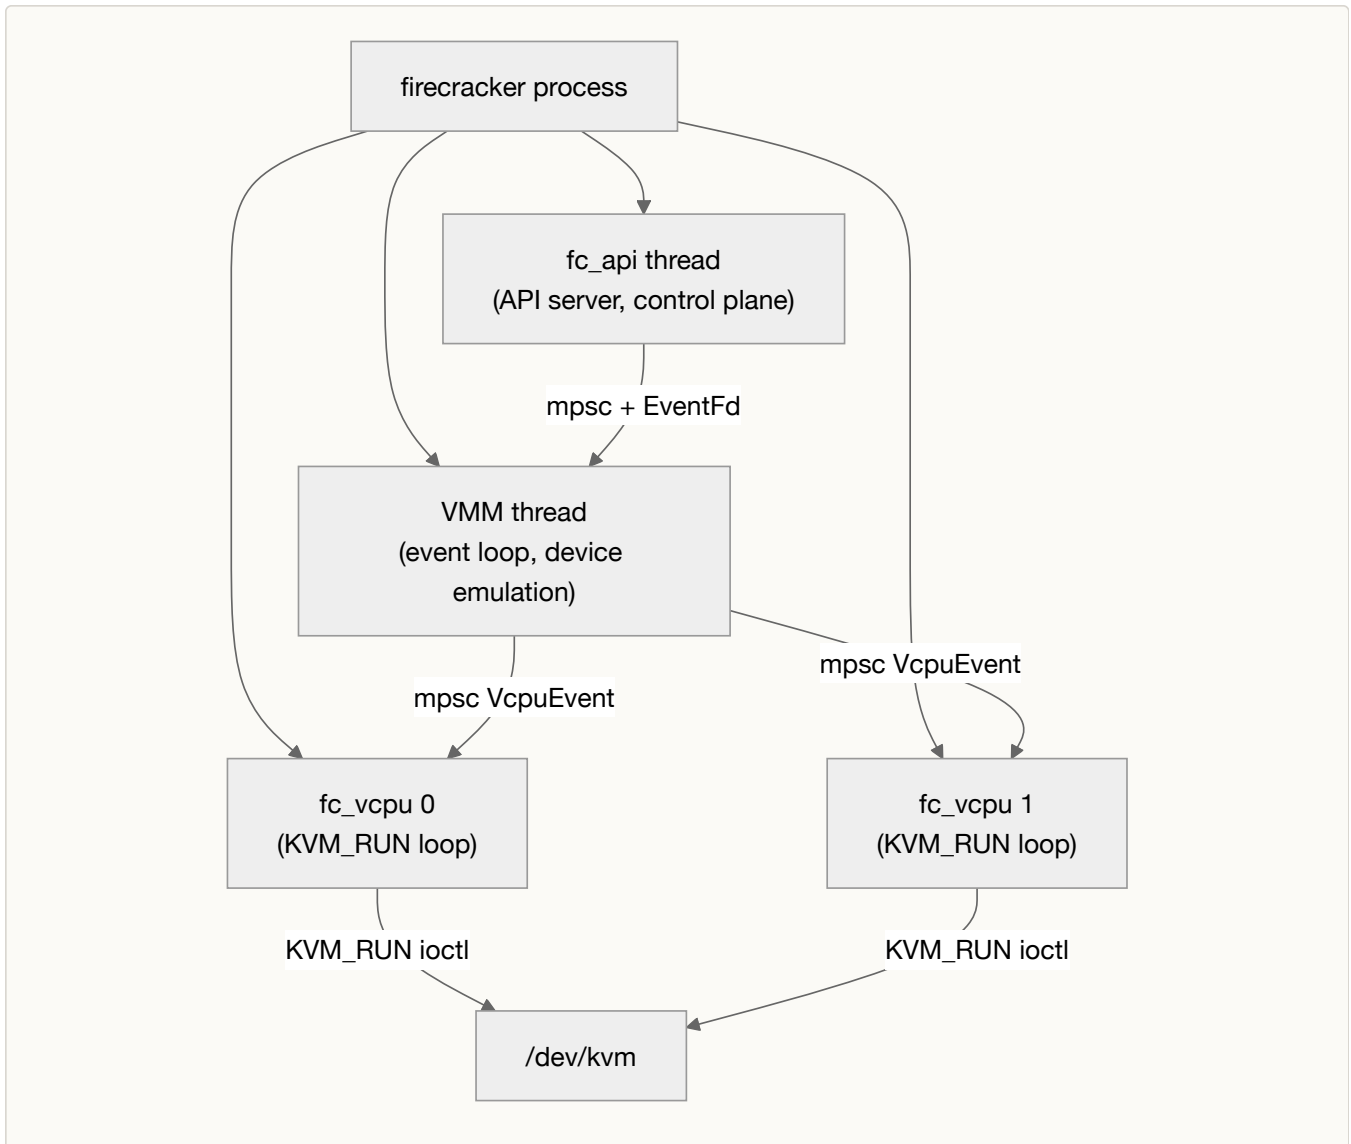 firecracker process
fc_api thread
(API server, control plane)
mpsc + EventFd
VMM thread
(event loop, device
emulation)
mpsc VcpuEvent
mpsc VcpuEvent
fc_vcpu 0
(KVM_RUN loop)
fc_vcpu 1
(KVM_RUN loop)
KVM_RUN ioctl
KVM_RUN ioctl
/dev/kvm